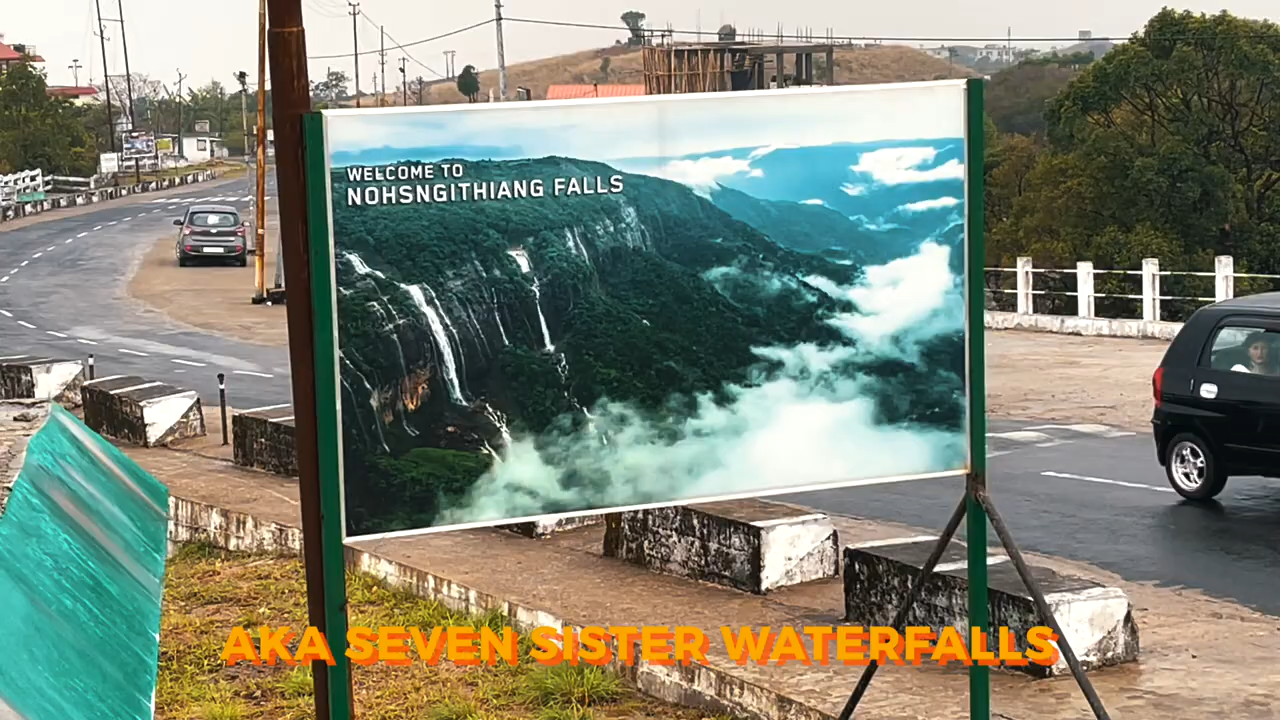 WELCOME TO
NOHSNGITHIANG FALLS
AKA SEVEN SISTER WATERFALLS